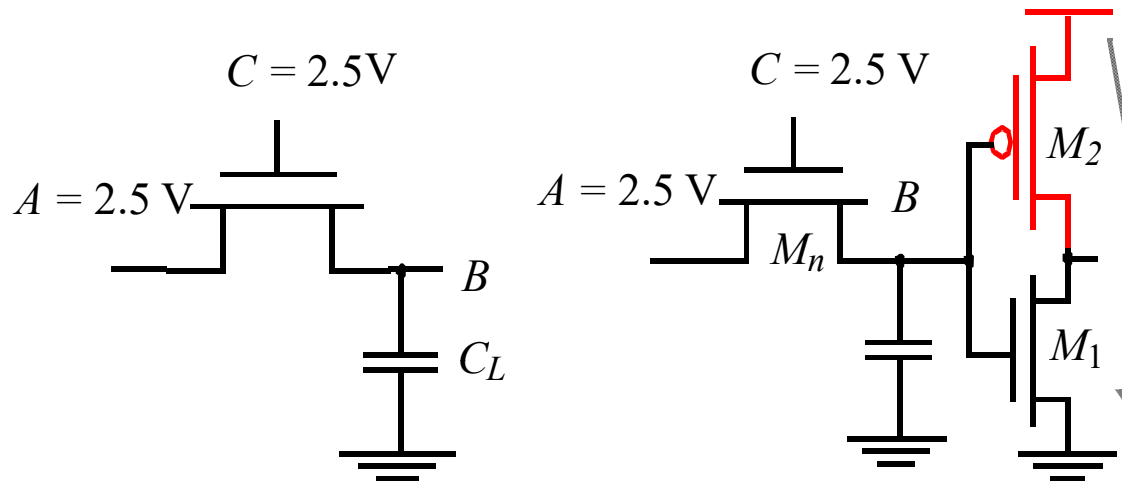 C = 2.5V
A = 2.5 V
B
C_L
C = 2.5 V
A = 2.5 V
B
M_n
M_2
M_1